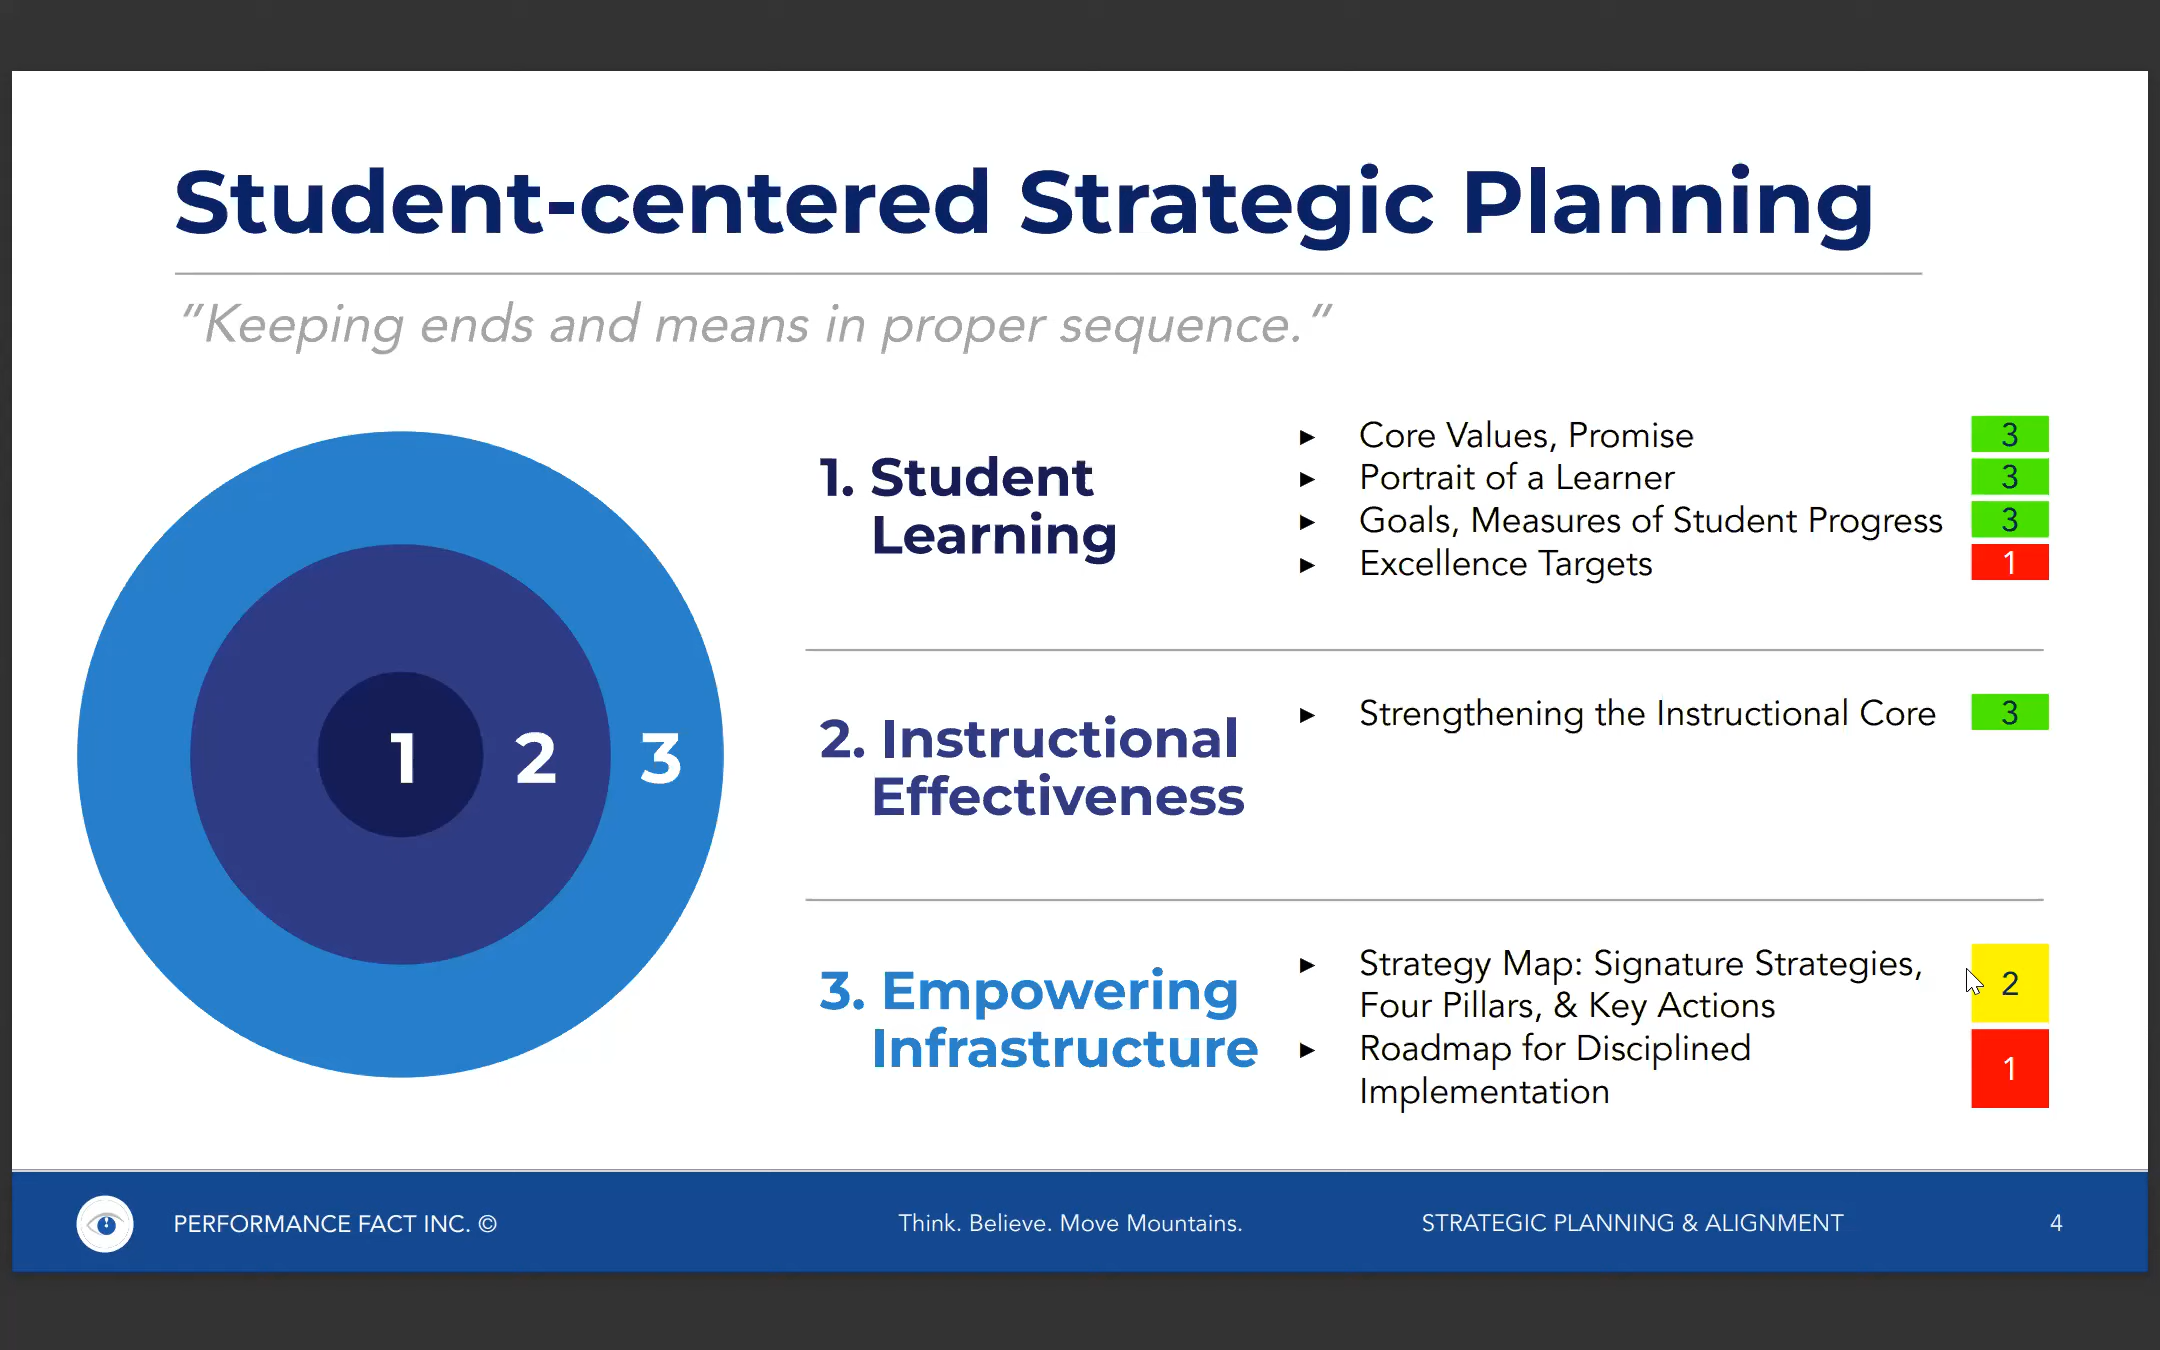 Student-centered Strategic Planning
"Keeping ends and means in proper sequence."
1 2 3
1. Student
Learning
► Core Values, Promise 3
► Portrait of a Learner 3
► Goals, Measures of Student Progress 3
► Excellence Targets 1
2. Instructional
Effectiveness
► Strengthening the Instructional Core 3
3. Empowering
Infrastructure
► Strategy Map: Signature Strategies,
Four Pillars, & Key Actions
2
► Roadmap for Disciplined
Implementation
1
PERFORMANCE FACT INC. © Think. Believe. Move Mountains. STRATEGIC PLANNING & ALIGNMENT 4